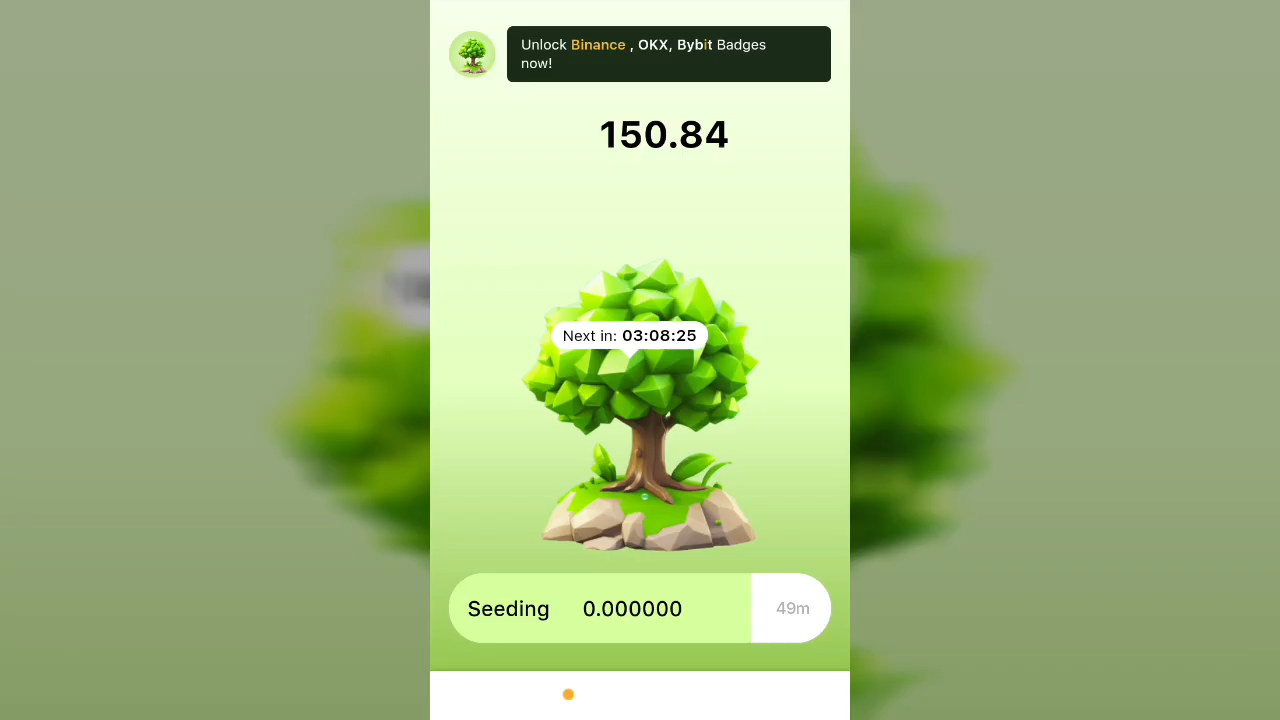 Unlock Binance , OKX, Bybit Badges
now!
150.84
Next in: 03:08:25
Seeding 0.000000
49m